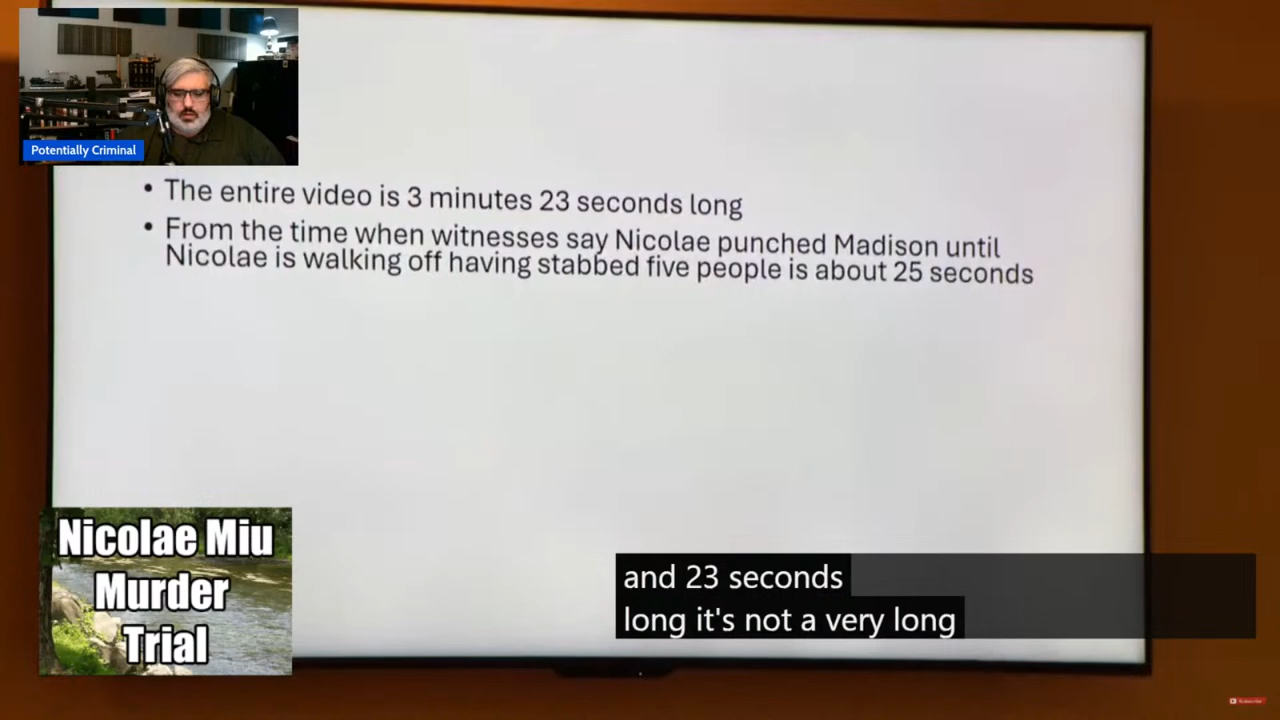 Potentially Criminal
• The entire video is 3 minutes 23 seconds long
• From the time when witnesses say Nicolae punched Madison until
Nicolae is walking off having stabbed five people is about 25 seconds
Nicolae Miu
Murder
Trial
and 23 seconds
long it's not a very long
Subscribe